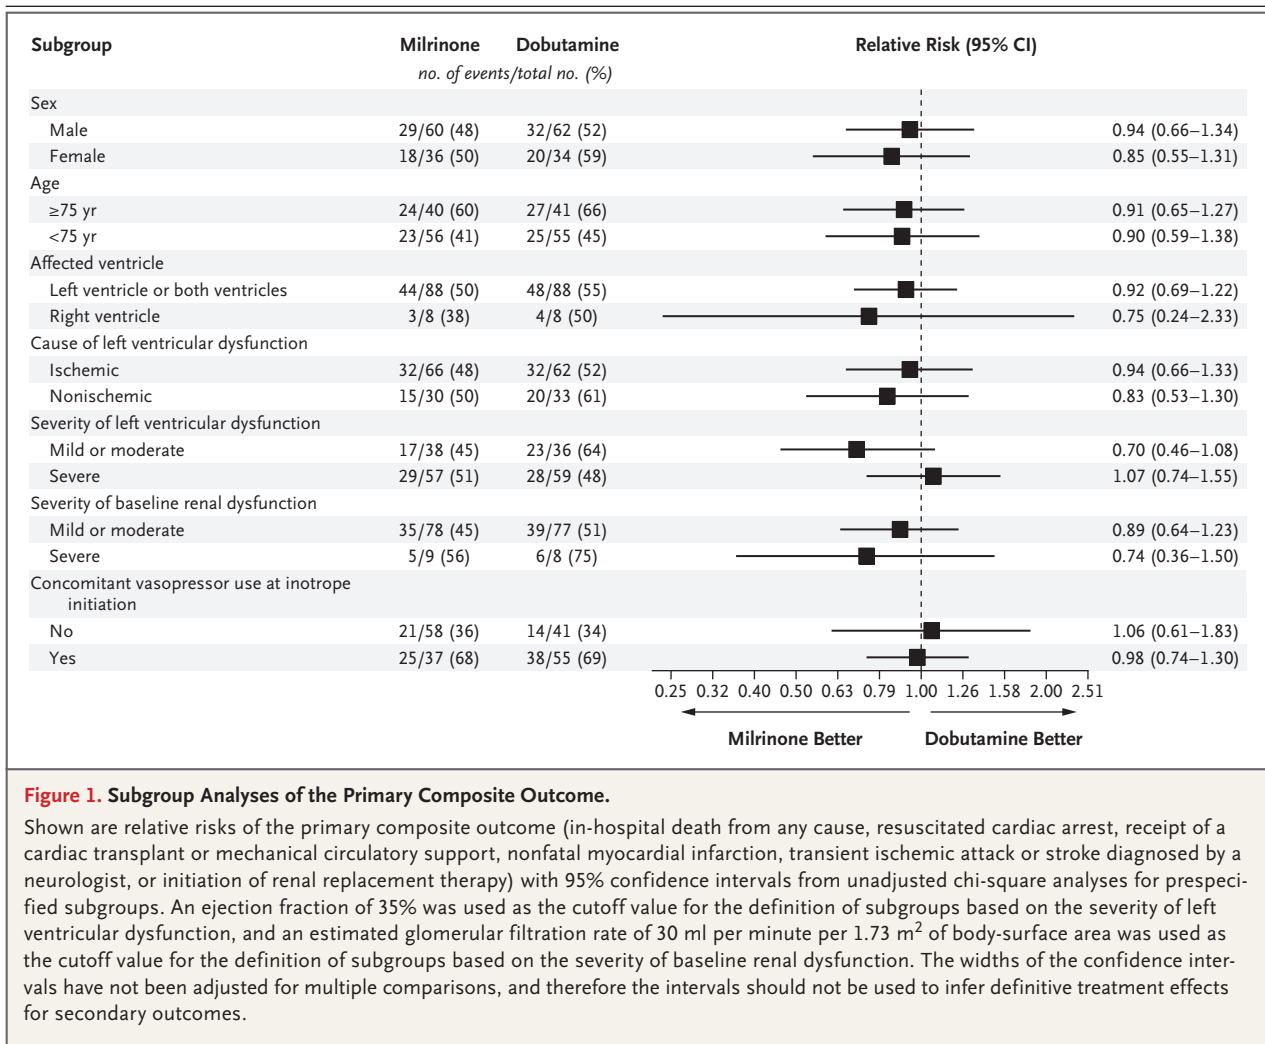 Subgroup Milrinone Dobutamine Relative Risk (95% CI)
no. of events/total no. (%)
Sex
Male 29/60 (48) 32/62 (52) 0.94 (0.66–1.34)
Female 18/36 (50) 20/34 (59) 0.85 (0.55–1.31)
Age
≥75 yr 24/40 (60) 27/41 (66) 0.91 (0.65–1.27)
<75 yr 23/56 (41) 25/55 (45) 0.90 (0.59–1.38)
Affected ventricle
Left ventricle or both ventricles 44/88 (50) 48/88 (55) 0.92 (0.69–1.22)
Right ventricle 3/8 (38) 4/8 (50) 0.75 (0.24–2.33)
Cause of left ventricular dysfunction
Ischemic 32/66 (48) 32/62 (52) 0.94 (0.66–1.33)
Nonischemic 15/30 (50) 20/33 (61) 0.83 (0.53–1.30)
Severity of left ventricular dysfunction
Mild or moderate 17/38 (45) 23/36 (64) 0.70 (0.46–1.08)
Severe 29/57 (51) 28/59 (48) 1.07 (0.74–1.55)
Severity of baseline renal dysfunction
Mild or moderate 35/78 (45) 39/77 (51) 0.89 (0.64–1.23)
Severe 5/9 (56) 6/8 (75) 0.74 (0.36–1.50)
Concomitant vasopressor use at inotrope
initiation
No 21/58 (36) 14/41 (34) 1.06 (0.61–1.83)
Yes 25/37 (68) 38/55 (69) 0.98 (0.74–1.30)
0.25 0.32 0.40 0.50 0.63 0.79 1.00 1.26 1.58 2.00 2.51
Milrinone Better Dobutamine Better
Figure 1. Subgroup Analyses of the Primary Composite Outcome.
Shown are relative risks of the primary composite outcome (in-hospital death from any cause, resuscitated cardiac arrest, receipt of a
cardiac transplant or mechanical circulatory support, nonfatal myocardial infarction, transient ischemic attack or stroke diagnosed by a
neurologist, or initiation of renal replacement therapy) with 95% confidence intervals from unadjusted chi-square analyses for prespeci-
fied subgroups. An ejection fraction of 35% was used as the cutoff value for the definition of subgroups based on the severity of left
ventricular dysfunction, and an estimated glomerular filtration rate of 30 ml per minute per 1.73 m² of body-surface area was used as
the cutoff value for the definition of subgroups based on the severity of baseline renal dysfunction. The widths of the confidence inter-
vals have not been adjusted for multiple comparisons, and therefore the intervals should not be used to infer definitive treatment effects
for secondary outcomes.